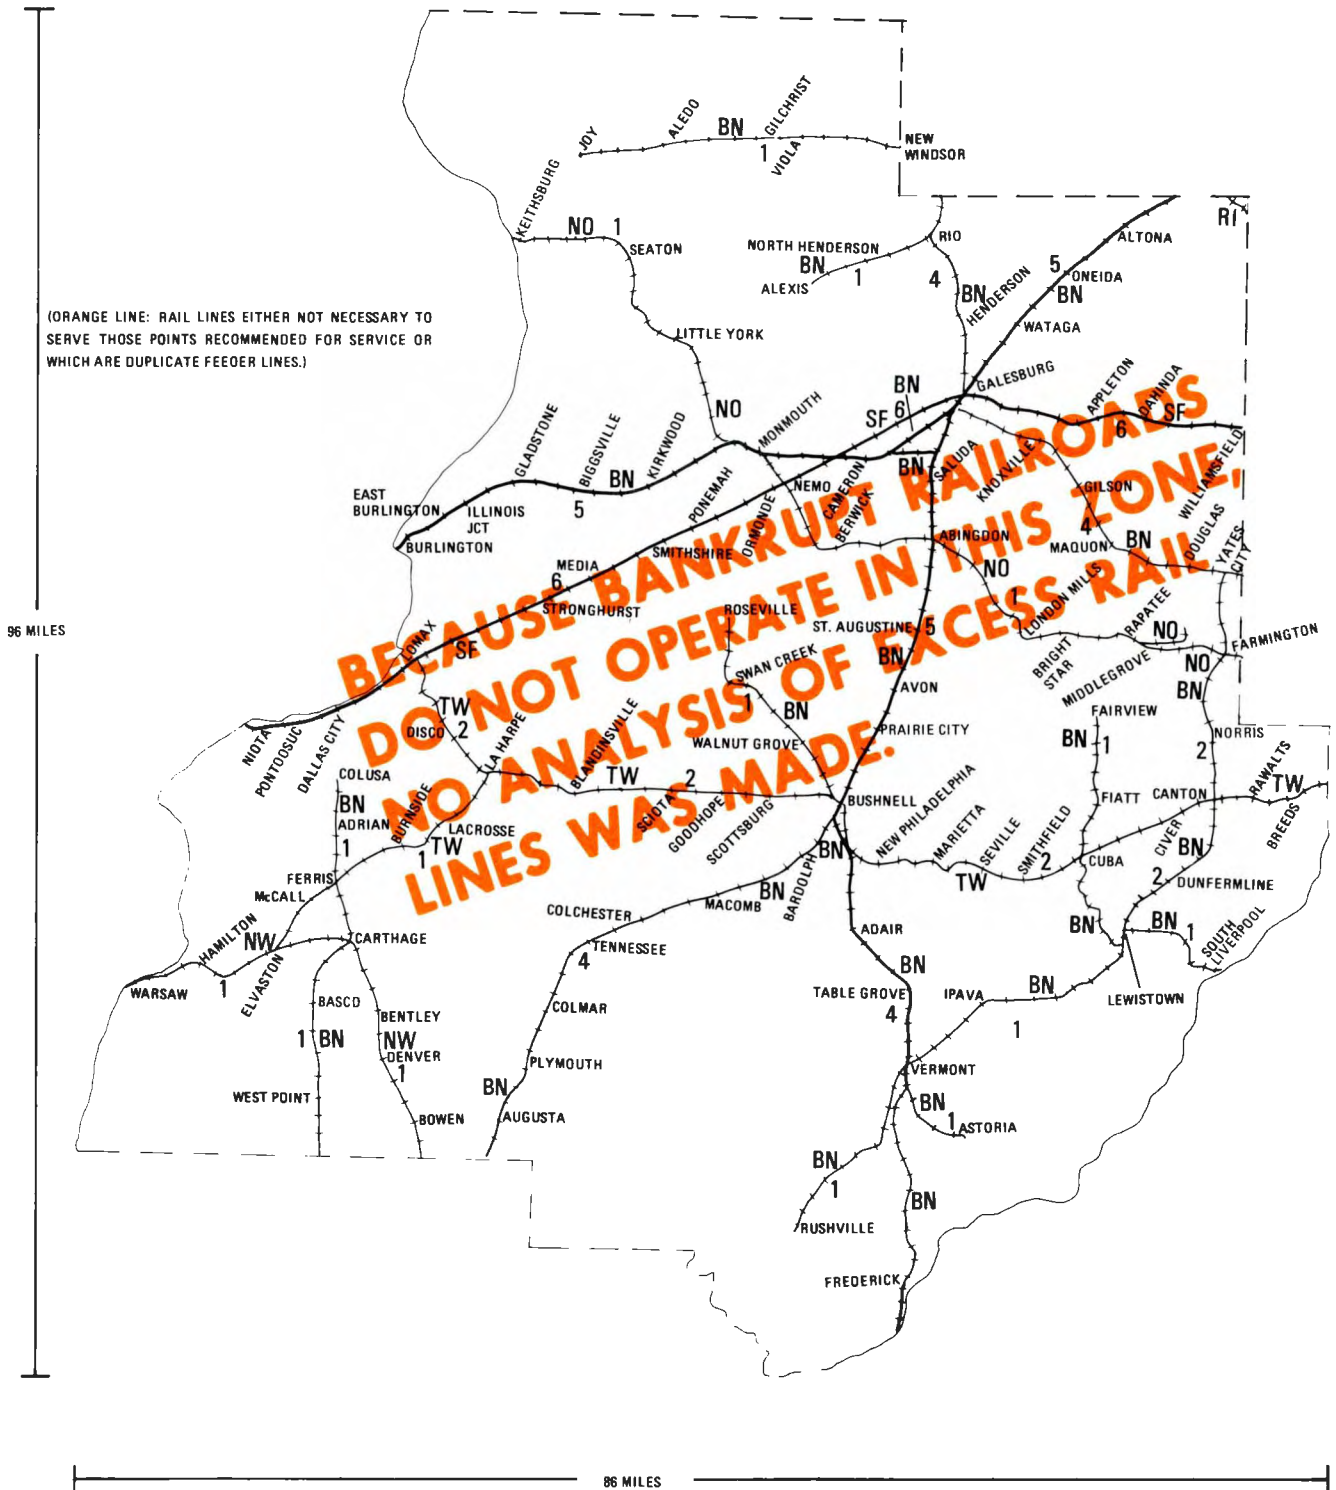 JOY
ALEDO
BN
GILCHRIST
1
VIOLA
NEW
WINDSOR
KEITHSBURG
NO
1
SEATON
NORTH HENDERSON
BN
1
ALEXIS
RIO
4
BN
HENDERSON
RI
ALTONA
5
ONEIDA
BN
WATAGA
(ORANGE LINE: RAIL LINES EITHER NOT NECESSARY TO
SERVE THOSE POINTS RECOMMENDED FOR SERVICE OR
WHICH ARE DUPLICATE FEEDER LINES.)
LITTLE YORK
NO
GALESBURG
BN
SF
6
APPLETON
DAHINDA
SF
6
WILLIAMSFIELD
MONMOUTH
GLADSTONE
BIGGSVILLE
BN
KIRKWOOD
5
EAST
BURLINGTON
ILLINOIS
JCT
BURLINGTON
PONEMAH
NEMO
ORMONDE
CAMERON
BERWICK
BN
SALUDA
KNOXVILLE
GILSON
4
MAQUON
BN
DOUGLAS
YATES
CITY
ABINGDON
NO
1
LONDON MILLS
SMITHSHIRE
MEDIA
6
STRONGHURST
LOMAX
SF
BECAUSE BANKRUPT RAILROADS
DO NOT OPERATE IN THIS ZONE,
NO ANALYSIS OF EXCESS RAIL
LINES WAS MADE.
96 MILES
ROSEVILLE
ST. AUGUSTINE
5
BN
AVON
PRAIRIE CITY
SWAN CREEK
1
BN
WALNUT GROVE
BRIGHT
STAR
RAPATEE
NO
MIDDLEGROVE
NO
FARMINGTON
BN
FAIRVIEW
BN
1
FIATT
NORRIS
2
CANTON
RAWALTS
TW
BREEDS
NIOTA
PONTOOSUC
DALLAS CITY
TW
DISCO
2
LA HARPE
BLANDINSVILLE
TW
2
SCIOTA
GOODHOPE
SCOTTSBURG
BUSHNELL
NEW PHILADELPHIA
MARIETTA
SEVILLE
SMITHFIELD
TW
2
CUBA
CIVER
BN
2
DUNFERMLINE
COLUSA
BN
ADRIAN
1
BURNSIDE
LACROSSE
1
TW
FERRIS
McCALL
BN
BARDOLPH
BN
MACOMB
COLCHESTER
TENNESSEE
4
COLMAR
PLYMOUTH
BN
AUGUSTA
HAMILTON
NW
WARSAW
1
ELVASTON
CARTHAGE
BASCO
1
BN
WEST POINT
BENTLEY
NW
DENVER
1
BOWEN
ADAIR
BN
TABLE GROVE
4
IPAVA
BN
1
BN
BN
1
SOUTH
LIVERPOOL
LEWISTOWN
VERMONT
BN
1
ASTORIA
BN
1
RUSHVILLE
BN
FREDERICK
86 MILES